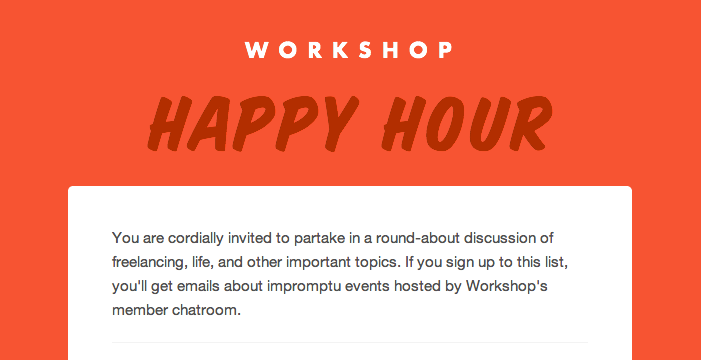 WORKSHOP
HAPPY HOUR
You are cordially invited to partake in a round-about discussion of
freelancing, life, and other important topics. If you sign up to this list,
you'll get emails about impromptu events hosted by Workshop's
member chatroom.